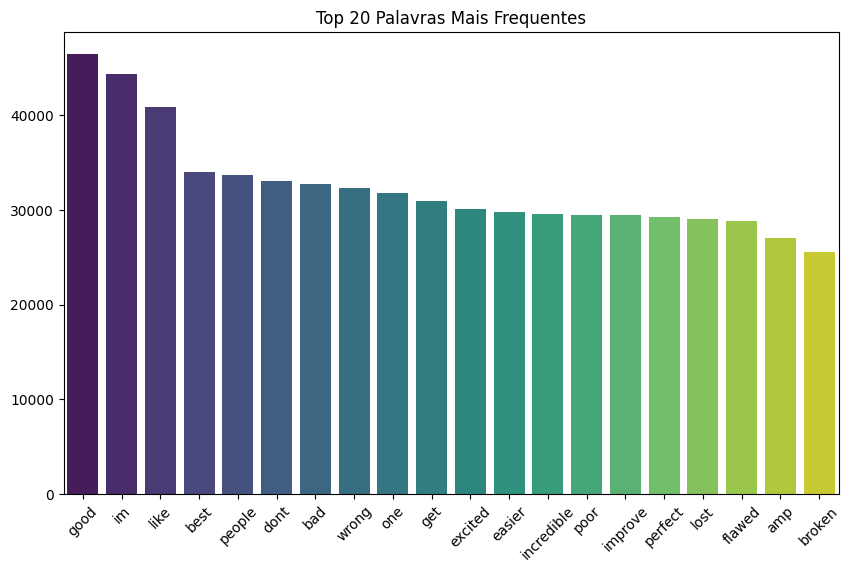 Top 20 Palavras Mais Frequentes
40000
30000
20000
10000
0
good im like best people dont bad wrong one get excited easier incredible poor improve perfect lost flawed amp broken